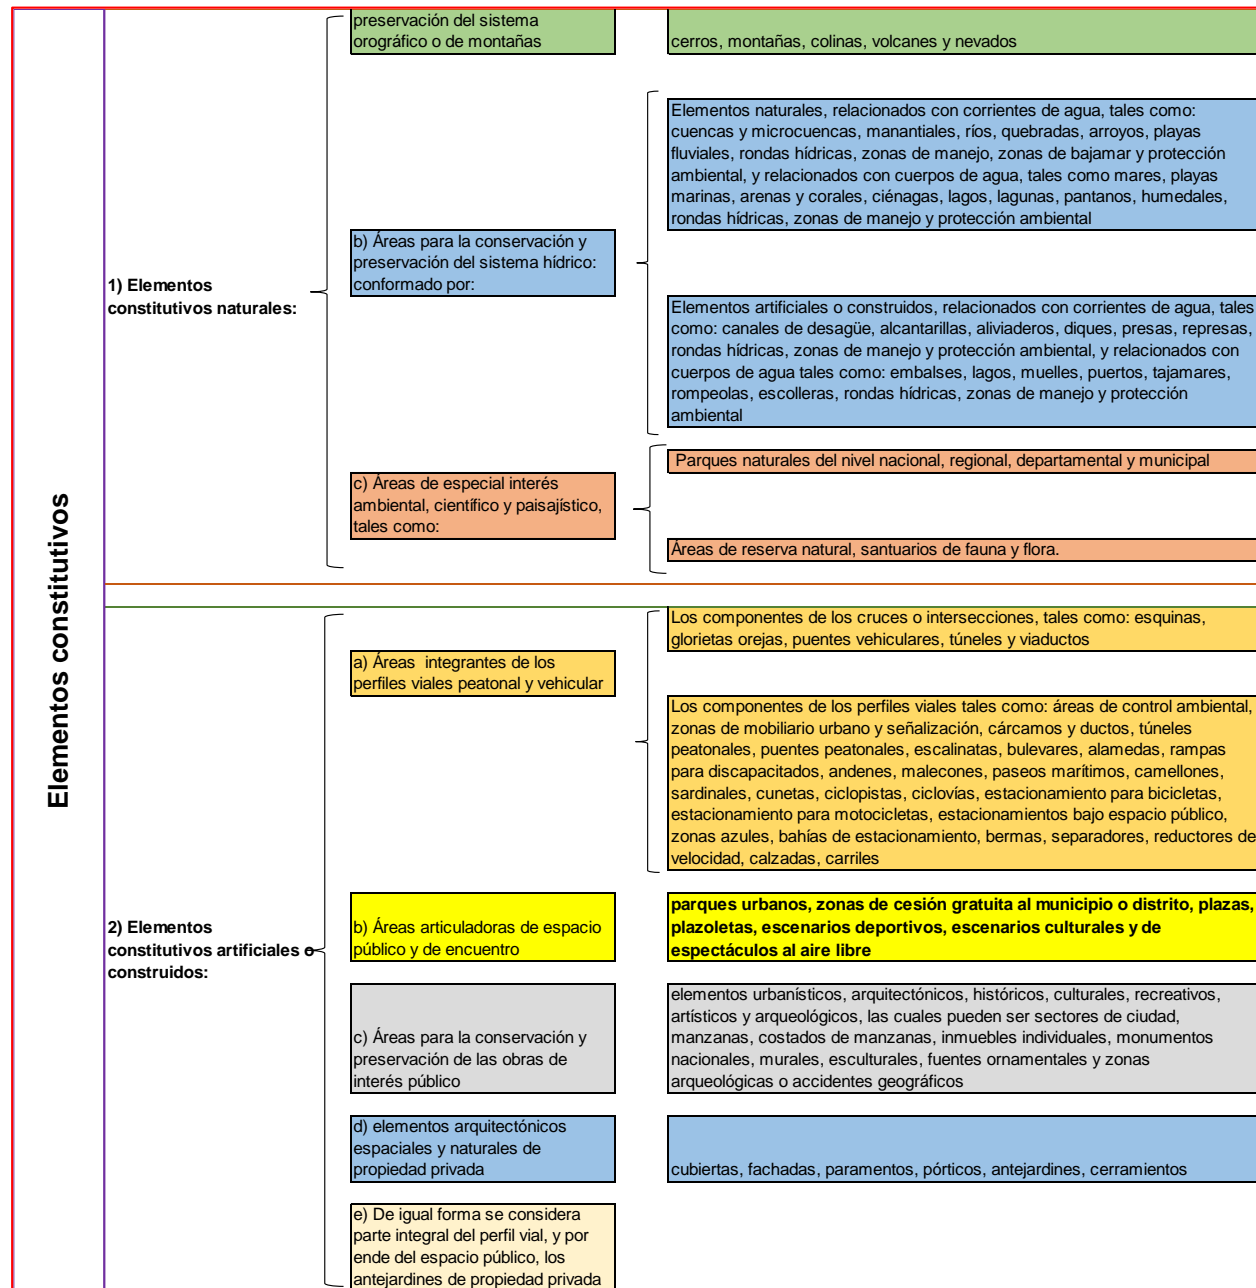 Elementos constitutivos
1) Elementos
constitutivos naturales:
preservación del sistema
orográfico o de montañas
cerros, montañas, colinas, volcanes y nevados
b) Áreas para la conservación y
preservación del sistema hídrico:
conformado por:
Elementos naturales, relacionados con corrientes de agua, tales como:
cuencas y microcuencas, manantiales, ríos, quebradas, arroyos, playas
fluviales, rondas hídricas, zonas de manejo, zonas de bajamar y protección
ambiental, y relacionados con cuerpos de agua, tales como mares, playas
marinas, arenas y corales, ciénagas, lagos, lagunas, pantanos, humedales,
rondas hídricas, zonas de manejo y protección ambiental
Elementos artificiales o construidos, relacionados con corrientes de agua, tales
como: canales de desagüe, alcantarillas, aliviaderos, diques, presas, represas,
rondas hídricas, zonas de manejo y protección ambiental, y relacionados con
cuerpos de agua tales como: embalses, lagos, muelles, puertos, tajamares,
rompeolas, escolleras, rondas hídricas, zonas de manejo y protección
ambiental
c) Áreas de especial interés
ambiental, científico y paisajístico,
tales como:
Parques naturales del nivel nacional, regional, departamental y municipal
Áreas de reserva natural, santuarios de fauna y flora.
2) Elementos
constitutivos artificiales o
construidos:
a) Áreas  integrantes de los
perfiles viales peatonal y vehicular
Los componentes de los cruces o intersecciones, tales como: esquinas,
glorietas orejas, puentes vehiculares, túneles y viaductos
Los componentes de los perfiles viales tales como: áreas de control ambiental,
zonas de mobiliario urbano y señalización, cárcamos y ductos, túneles
peatonales, puentes peatonales, escalinatas, bulevares, alamedas, rampas
para discapacitados, andenes, malecones, paseos marítimos, camellones,
sardinales, cunetas, ciclopistas, ciclovías, estacionamiento para bicicletas,
estacionamiento para motocicletas, estacionamientos bajo espacio público,
zonas azules, bahías de estacionamiento, bermas, separadores, reductores de
velocidad, calzadas, carriles
b) Áreas articuladoras de espacio
público y de encuentro
parques urbanos, zonas de cesión gratuita al municipio o distrito, plazas,
plazoletas, escenarios deportivos, escenarios culturales y de
espectáculos al aire libre
c) Áreas para la conservación y
preservación de las obras de
interés público
elementos urbanísticos, arquitectónicos, históricos, culturales, recreativos,
artísticos y arqueológicos, las cuales pueden ser sectores de ciudad,
manzanas, costados de manzanas, inmuebles individuales, monumentos
nacionales, murales, esculturales, fuentes ornamentales y zonas
arqueológicas o accidentes geográficos
d) elementos arquitectónicos
espaciales y naturales de
propiedad privada
cubiertas, fachadas, paramentos, pórticos, antejardines, cerramientos
e) De igual forma se considera
parte integral del perfil vial, y por
ende del espacio público, los
antejardines de propiedad privada